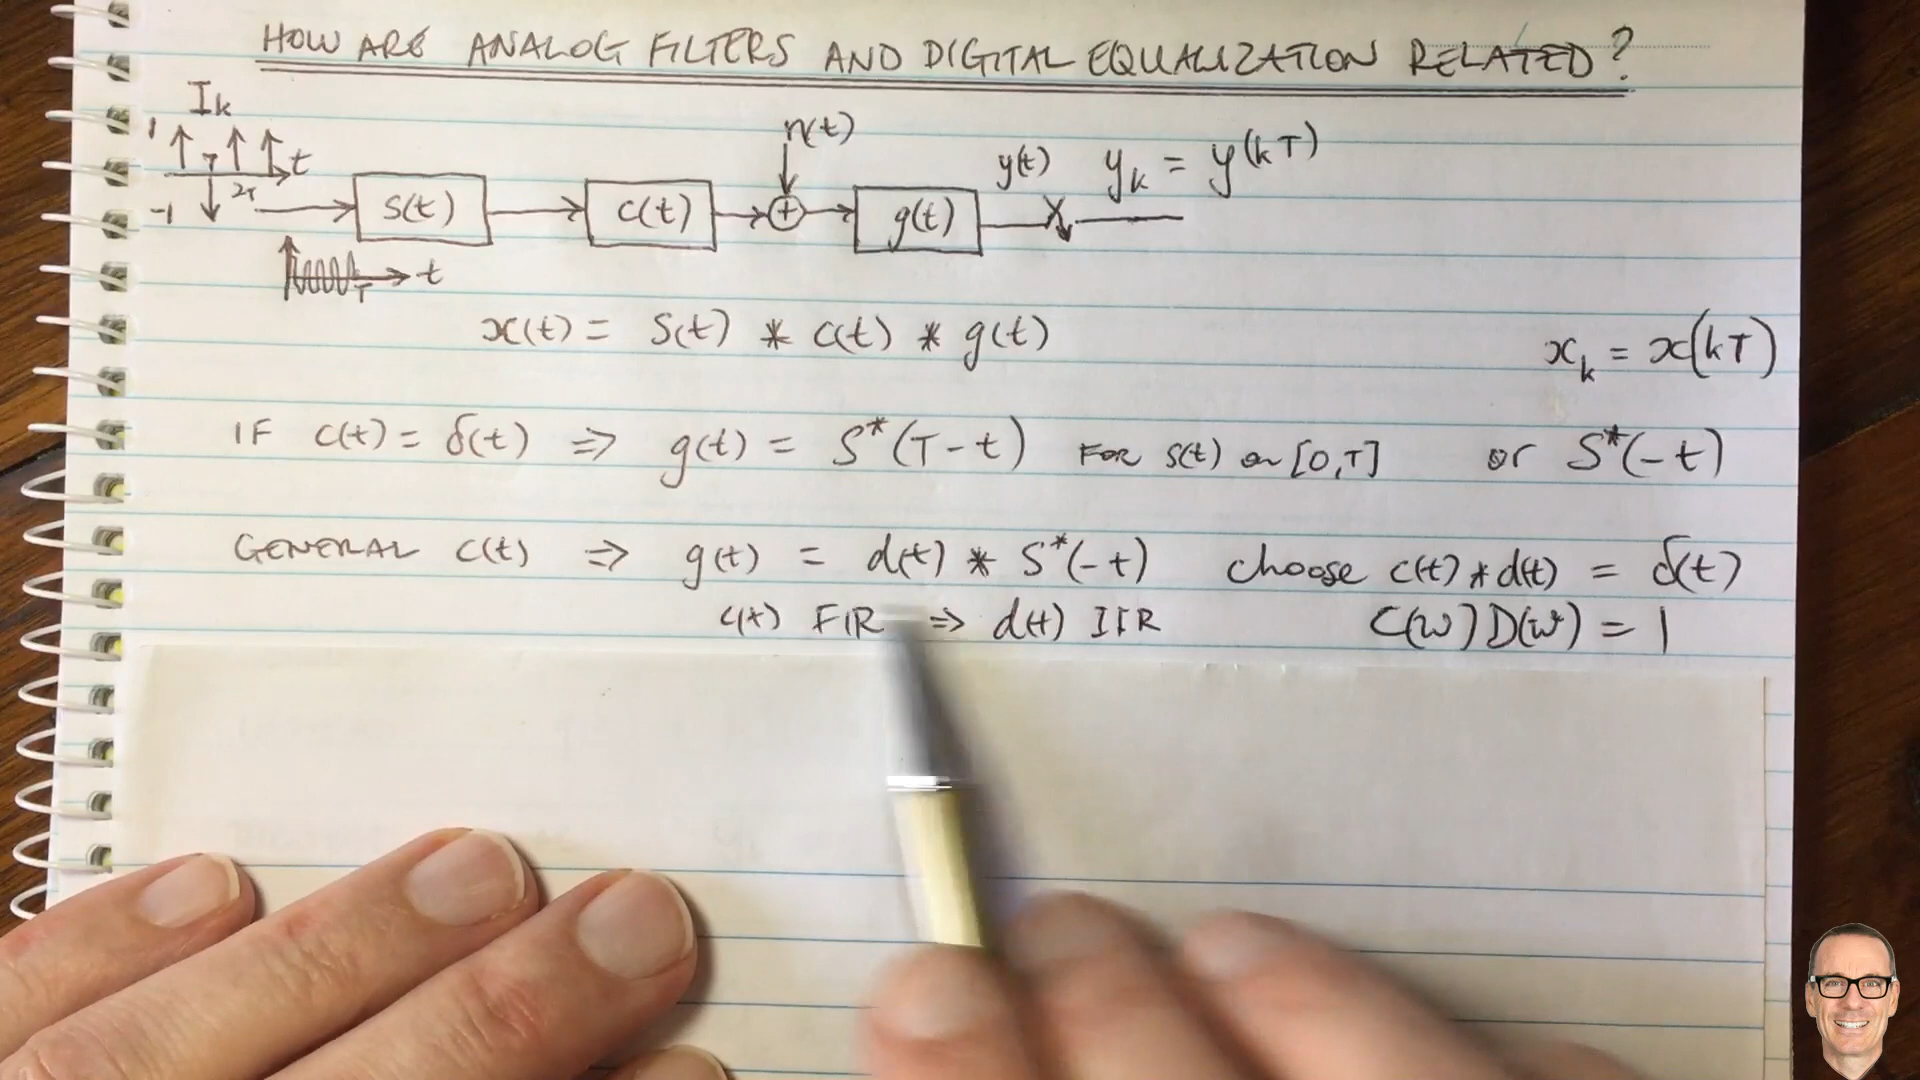 HOW ARE ANALOG FILTERS AND DIGITAL EQUALIZATION RELATED?
Ik
1 T 2T t -1
n(t)
s(t) c(t) + g(t) y(t) yk = y(kT)
T t
x(t) = s(t) * c(t) * g(t) xk = x(kT)
IF c(t) = δ(t) ⇒ g(t) = S*(T-t) FOR s(t) on [0,T] or S*(-t)
GENERAL c(t) ⇒ g(t) = d(t) * S*(-t) choose c(t) * d(t) = δ(t)
c(t) FIR ⇒ d(t) IIR C(w) D(w) = 1